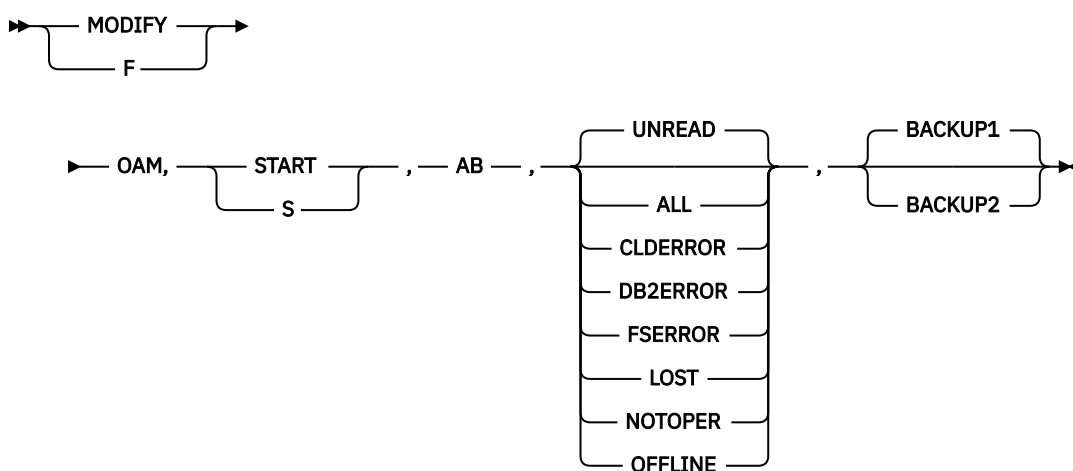 MODIFY
F
OAM, START , AB , UNREAD , BACKUP1
S
ALL
BACKUP2
CLDERROR
DB2ERROR
FSERROR
LOST
NOTOPER
OFFLINE